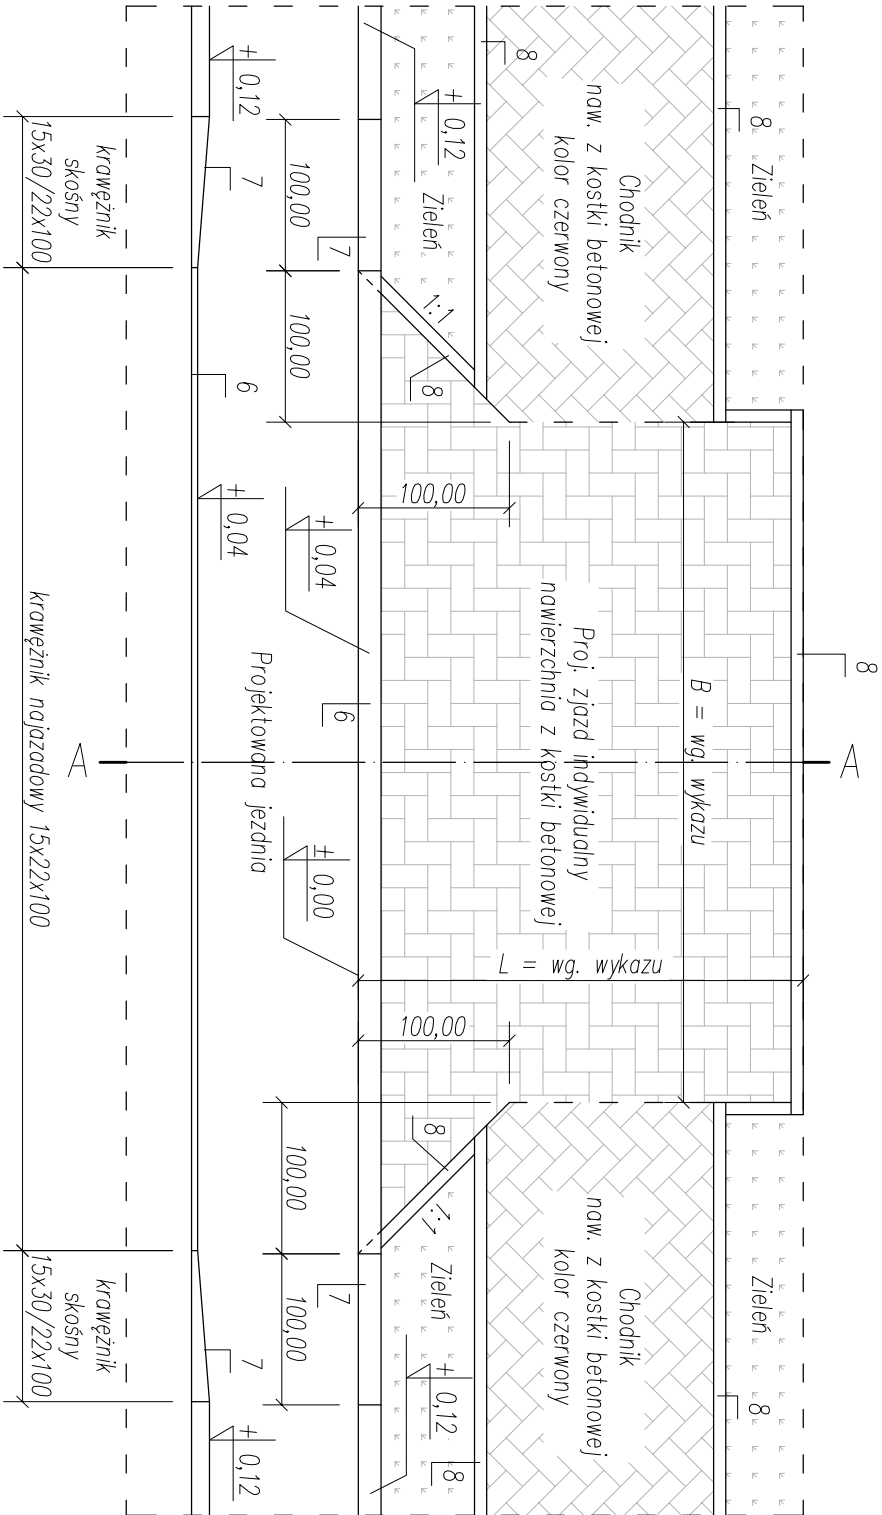 8
8
Zieleń
Zieleń
8
8
Chodnik
naw. z kostki betonowej
kolor czerwony
Chodnik
naw. z kostki betonowej
kolor czerwony
8
8
B = wg. wykazu
Proj. zjazd indywidualny
nawierzchnia z kostki betonowej
L = wg. wykazu
+ 0,12
Zieleń
1:1
8
100,00
100,00
8
1:1
Zieleń
+ 0,12
7
6
7
+ 0,04
± 0,00
100,00
100,00
100,00
100,00
Projektowana jezdnia
+ 0,12
7
6
+ 0,04
7
+ 0,12
A
A
krawężnik
skośny
15x30/22x100
krawężnik najazdowy 15x22x100
krawężnik
skośny
15x30/22x100